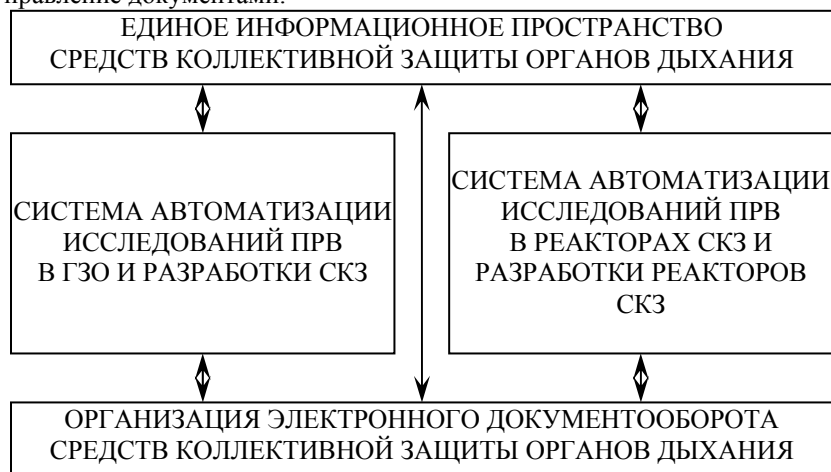 правление документами.
ЕДИНОЕ ИНФОРМАЦИОННОЕ ПРОСТРАНСТВО
СРЕДСТВ КОЛЛЕКТИВНОЙ ЗАЩИТЫ ОРГАНОВ ДЫХАНИЯ
СИСТЕМА АВТОМАТИЗАЦИИ
ИССЛЕДОВАНИЙ ПРВ
В ГЗО И РАЗРАБОТКИ СКЗ
СИСТЕМА АВТОМАТИЗАЦИИ
ИССЛЕДОВАНИЙ ПРВ
В РЕАКТОРАХ СКЗ И
РАЗРАБОТКИ РЕАКТОРОВ
СКЗ
ОРГАНИЗАЦИЯ ЭЛЕКТРОННОГО ДОКУМЕНТООБОРОТА
СРЕДСТВ КОЛЛЕКТИВНОЙ ЗАЩИТЫ ОРГАНОВ ДЫХАНИЯ